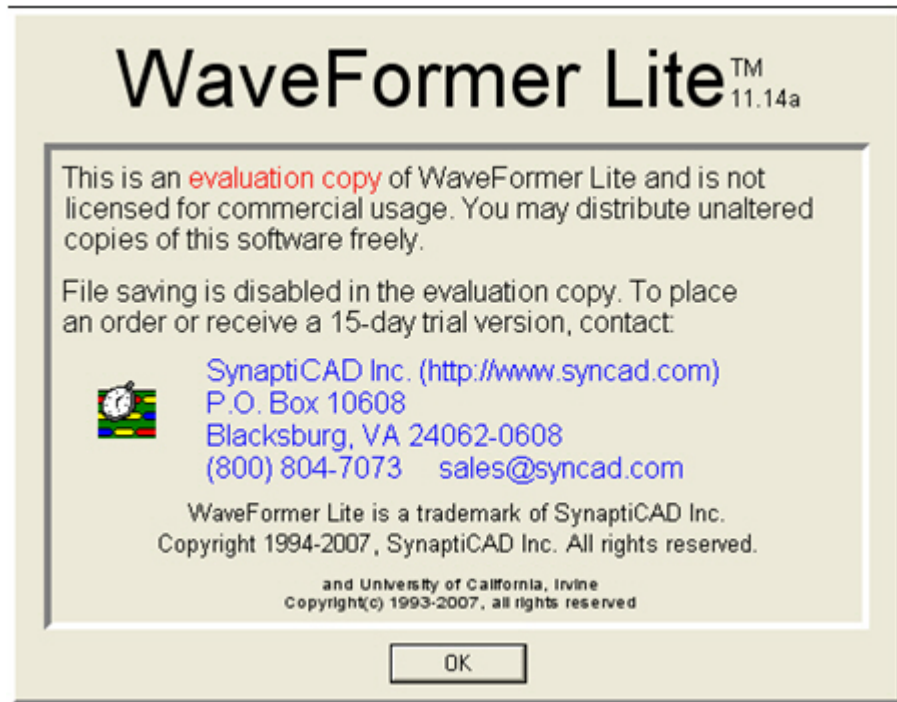 WaveFormer Lite™
11.14a
This is an evaluation copy of WaveFormer Lite and is not
licensed for commercial usage. You may distribute unaltered
copies of this software freely.
File saving is disabled in the evaluation copy. To place
an order or receive a 15-day trial version, contact:
SynaptiCAD Inc. (http://www.syncad.com)
P.O. Box 10608
Blacksburg, VA 24062-0608
(800) 804-7073 sales@syncad.com
WaveFormer Lite is a trademark of SynaptiCAD Inc.
Copyright 1994-2007, SynaptiCAD Inc. All rights reserved.
and University of California, Irvine
Copyright(c) 1993-2007, all rights reserved
OK